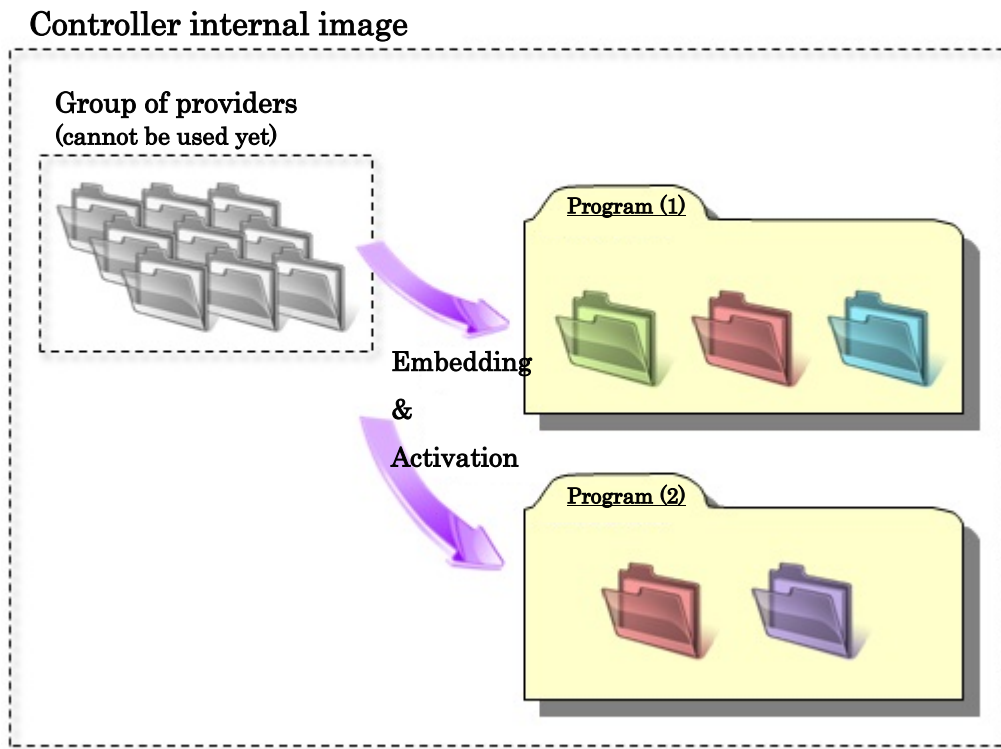 Controller internal image
Group of providers
(cannot be used yet)
Program (1)
Embedding
&
Activation
Program (2)